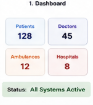 1. Dashboard
Patients
Doctors
128
45
Ambulances
Hospitals
12
8
Status: All Systems Active